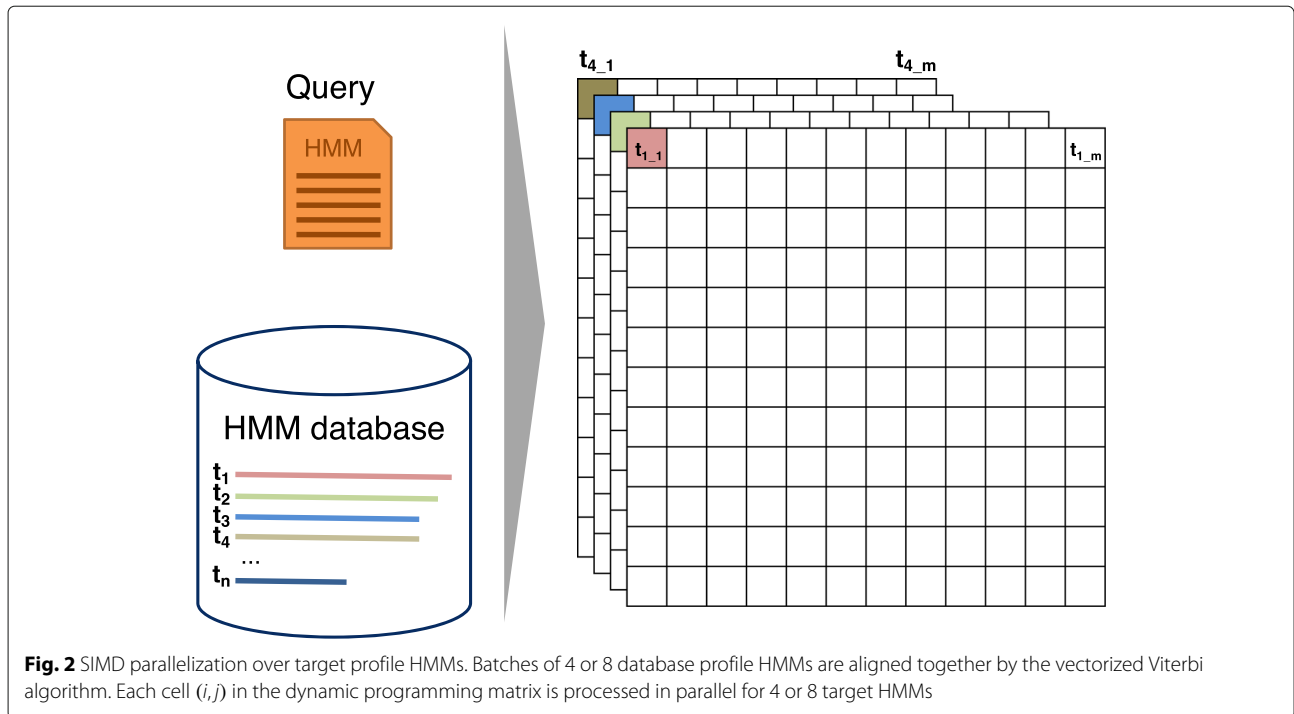 Query
HMM
HMM database
t1
t2
t3
t4
...
tn
t4_1
t4_m
t1_1
t1_m
Fig. 2 SIMD parallelization over target profile HMMs. Batches of 4 or 8 database profile HMMs are aligned together by the vectorized Viterbi
algorithm. Each cell (i, j) in the dynamic programming matrix is processed in parallel for 4 or 8 target HMMs